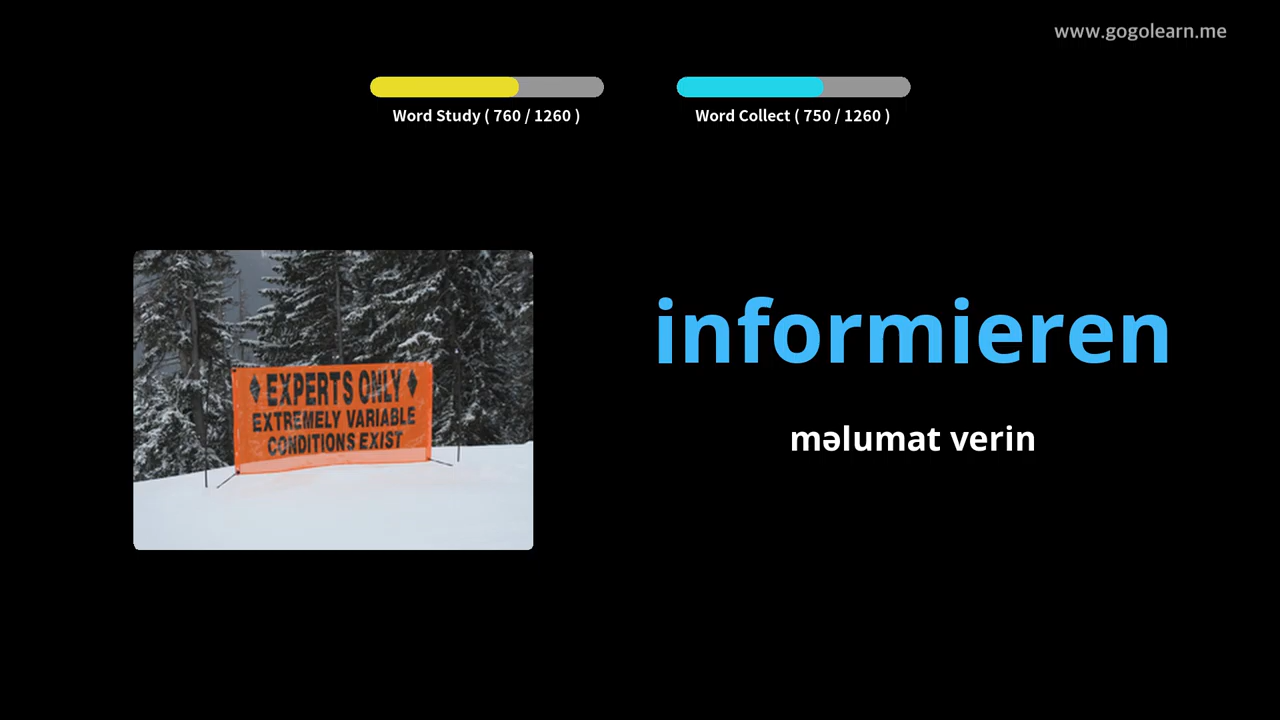 www.gogolearn.me
Word Study ( 760 / 1260 )
Word Collect ( 750 / 1260 )
EXPERTS ONLY
EXTREMELY VARIABLE
CONDITIONS EXIST
informieren
məlumat verin